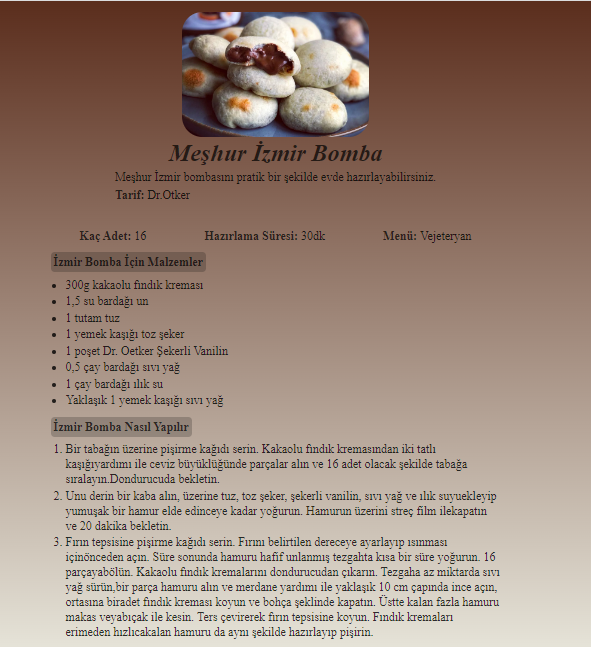 Meşhur İzmir Bomba
Meşhur İzmir bombasını pratik bir şekilde evde hazırlayabilirsiniz.
Tarif: Dr.Otker
Kaç Adet: 16 Hazırlama Süresi: 30dk Menü: Vejeteryan
İzmir Bomba İçin Malzemler
• 300g kakaolu fındık kreması
• 1,5 su bardağı un
• 1 tutam tuz
• 1 yemek kaşığı toz şeker
• 1 poşet Dr. Oetker Şekerli Vanilin
• 0,5 çay bardağı sıvı yağ
• 1 çay bardağı ılık su
• Yaklaşık 1 yemek kaşığı sıvı yağ
İzmir Bomba Nasıl Yapılır
1. Bir tabağın üzerine pişirme kağıdı serin. Kakaolu fındık kremasından iki tatlı
kaşığıyardımı ile ceviz büyüklüğünde parçalar alın ve 16 adet olacak şekilde tabağa
sıralayın.Dondurucuda bekletin.
2. Unu derin bir kaba alın, üzerine tuz, toz şeker, şekerli vanilin, sıvı yağ ve ılık suyuekleyip
yumuşak bir hamur elde edinceye kadar yoğurun. Hamurun üzerini streç film ilekapatın
ve 20 dakika bekletin.
3. Fırın tepsisine pişirme kağıdı serin. Fırını belirtilen dereceye ayarlayıp ısınması
içinönceden açın. Süre sonunda hamuru hafif unlanmış tezgahta kısa bir süre yoğurun. 16
parçayabölün. Kakaolu fındık kremalarını dondurucudan çıkarın. Tezgaha az miktarda sıvı
yağ sürün,bir parça hamuru alın ve merdane yardımı ile yaklaşık 10 cm çapında ince açın,
ortasına biradet fındık kreması koyun ve bohça şeklinde kapatın. Üstte kalan fazla hamuru
makas veyabıçak ile kesin. Ters çevirerek fırın tepsisine koyun. Fındık kremaları
erimeden hızlıcakalan hamuru da aynı şekilde hazırlayıp pişirin.